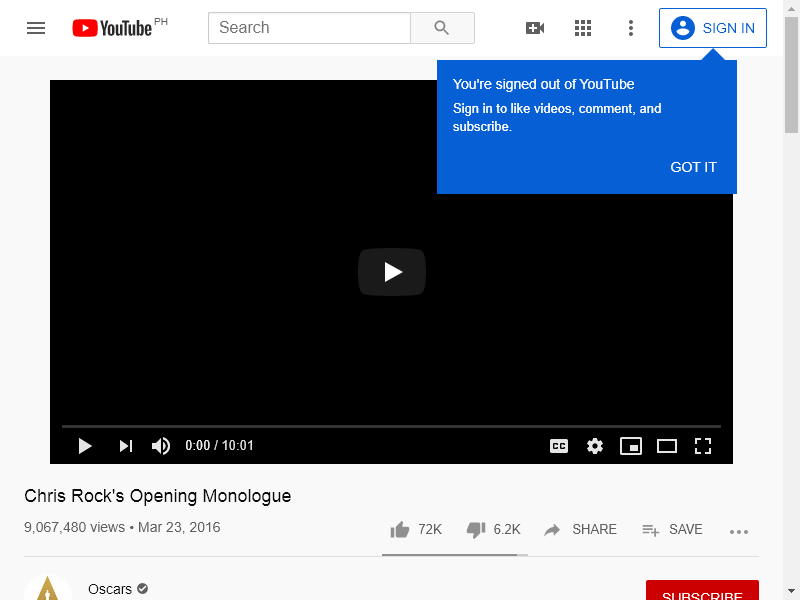 YouTube PH
Search
SIGN IN
You're signed out of YouTube
Sign in to like videos, comment, and
subscribe.
GOT IT
0:00 / 10:01
CC
Chris Rock's Opening Monologue
9,067,480 views • Mar 23, 2016
72K
6.2K
SHARE
SAVE
Oscars
SUBSCRIBE